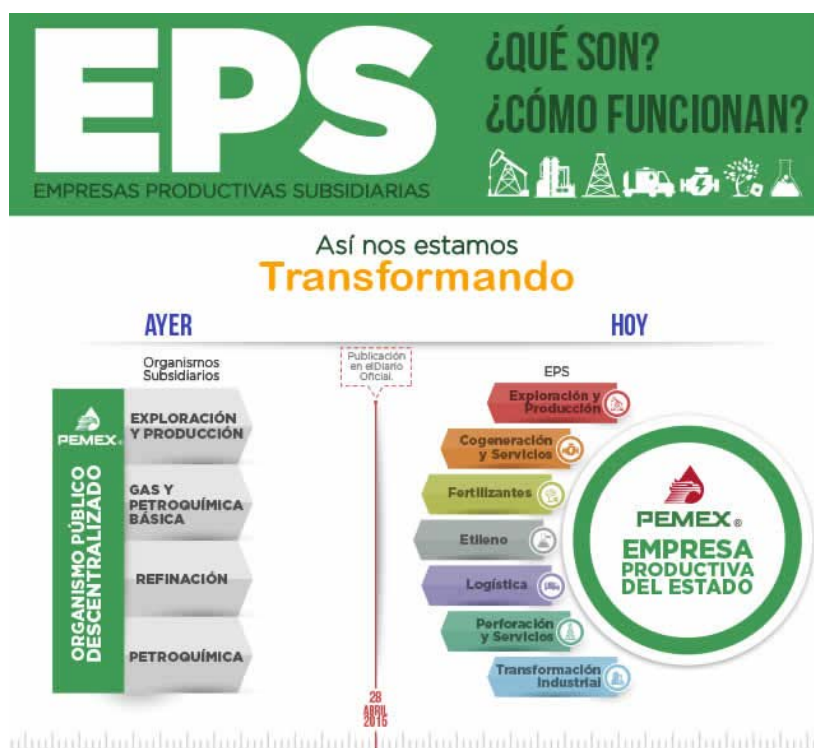 EPS
EMPRESAS PRODUCTIVAS SUBSIDIARIAS
¿QUÉ SON?
¿CÓMO FUNCIONAN?
Así nos estamos
Transformando
AYER
HOY
Organismos
Subsidiarios
Publicación
en elDiario
Oficial.
EPS
PEMEX®
ORGANISMO PÚBLICO
DESCENTRALIZADO
EXPLORACIÓN
Y PRODUCCIÓN
GAS Y
PETROQUÍMICA
BÁSICA
REFINACIÓN
PETROQUÍMICA
28
ABRIL
2015
Exploración y
Producción
Cogeneración
y Servicios
Fertilizantes
Etileno
Logística
Perforación
y Servicios
Transformación
Industrial
PEMEX®
EMPRESA
PRODUCTIVA
DEL ESTADO